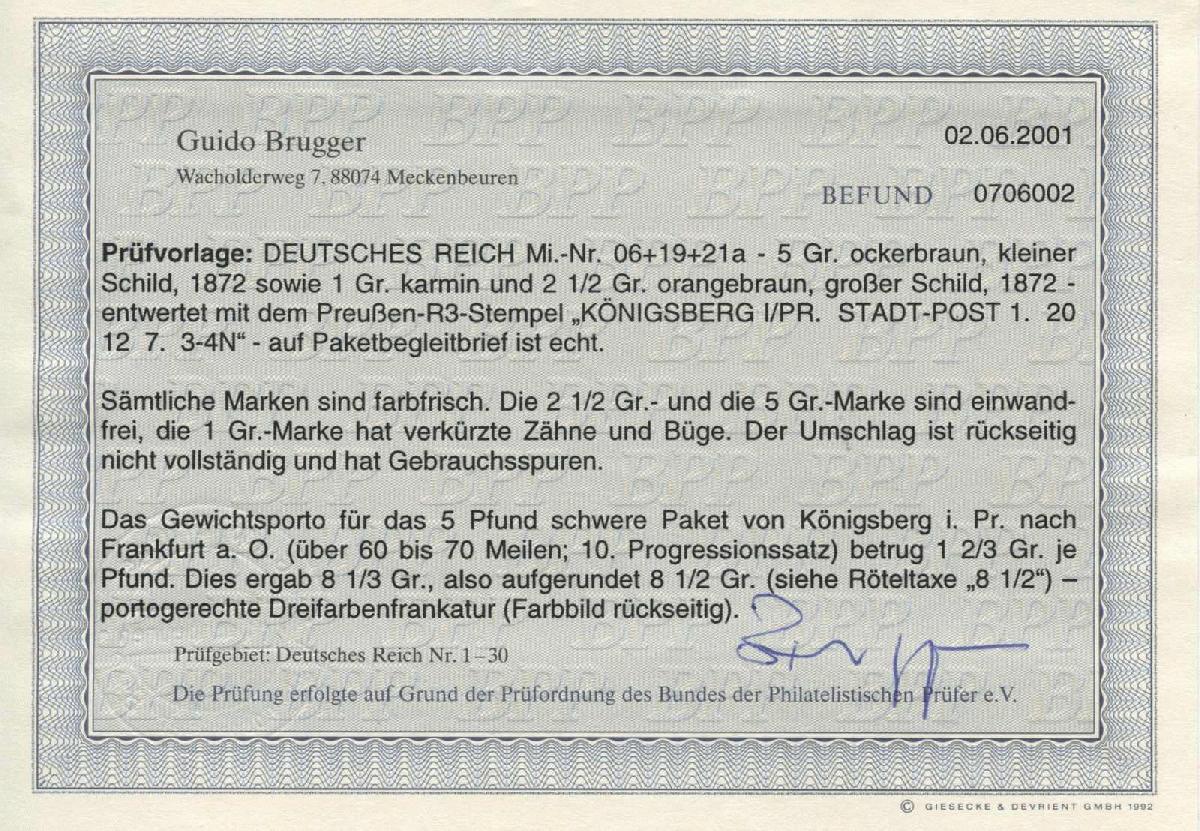 02.06.2001
Guido Brugger
Wacholderweg 7, 88074 Meckenbeuren
BEFUND 0706002
Prüfvorlage: DEUTSCHES REICH Mi.-Nr. 06+19+21a - 5 Gr. ockerbraun, kleiner
Schild, 1872 sowie 1 Gr. karmin und 2 1/2 Gr. orangebraun, großer Schild, 1872 -
entwertet mit dem Preußen-R3-Stempel „KÖNIGSBERG I/PR. STADT-POST 1. 20
12 7. 3-4N“ - auf Paketbegleitbrief ist echt.
Sämtliche Marken sind farbfrisch. Die 2 1/2 Gr.- und die 5 Gr.-Marke sind einwand-
frei, die 1 Gr.-Marke hat verkürzte Zähne und Büge. Der Umschlag ist rückseitig
nicht vollständig und hat Gebrauchsspuren.
Das Gewichtsporto für das 5 Pfund schwere Paket von Königsberg i. Pr. nach
Frankfurt a. O. (über 60 bis 70 Meilen; 10. Progressionssatz) betrug 1 2/3 Gr. je
Pfund. Dies ergab 8 1/3 Gr., also aufgerundet 8 1/2 Gr. (siehe Röteltaxe „8 1/2“) –
portogerechte Dreifarbenfrankatur (Farbbild rückseitig).
Prüfgebiet: Deutsches Reich Nr. 1–30
Die Prüfung erfolgte auf Grund der Prüfordnung des Bundes der Philatelistischen Prüfer e.V.
© GIESECKE & DEVRIENT GMBH 1992